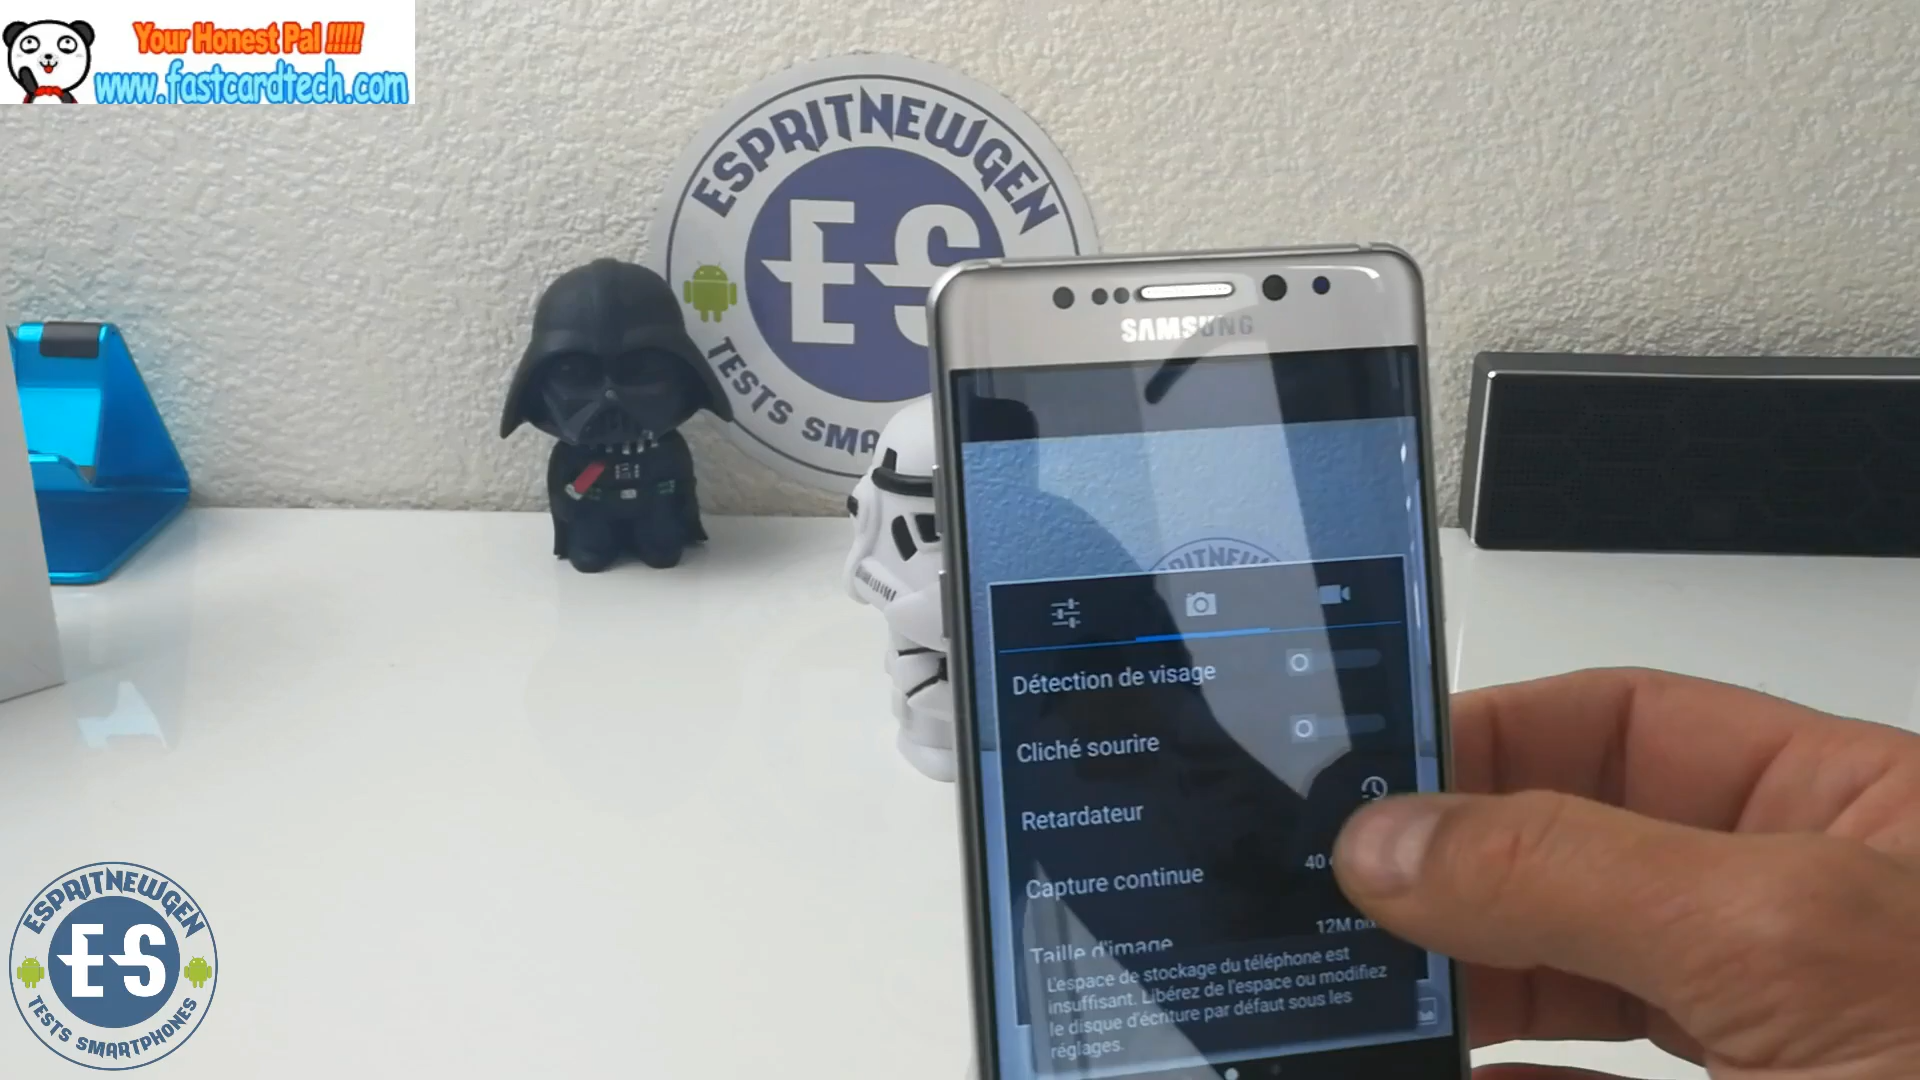 Your Honest Pal !!!!!
www.fastcardtech.com
ESPRITNEWGEN
ES
TESTS
SAMSUNG
Détection de visage
Cliché sourire
Retardateur
Capture continue
40
Taille d'image
12M
L'espace de stockage du téléphone est
insuffisant. Libérez de l'espace ou modifiez
le disque d'écriture par défaut sous les
réglages.
ESPRITNEWGEN
ES
TESTS SMARTPHONES